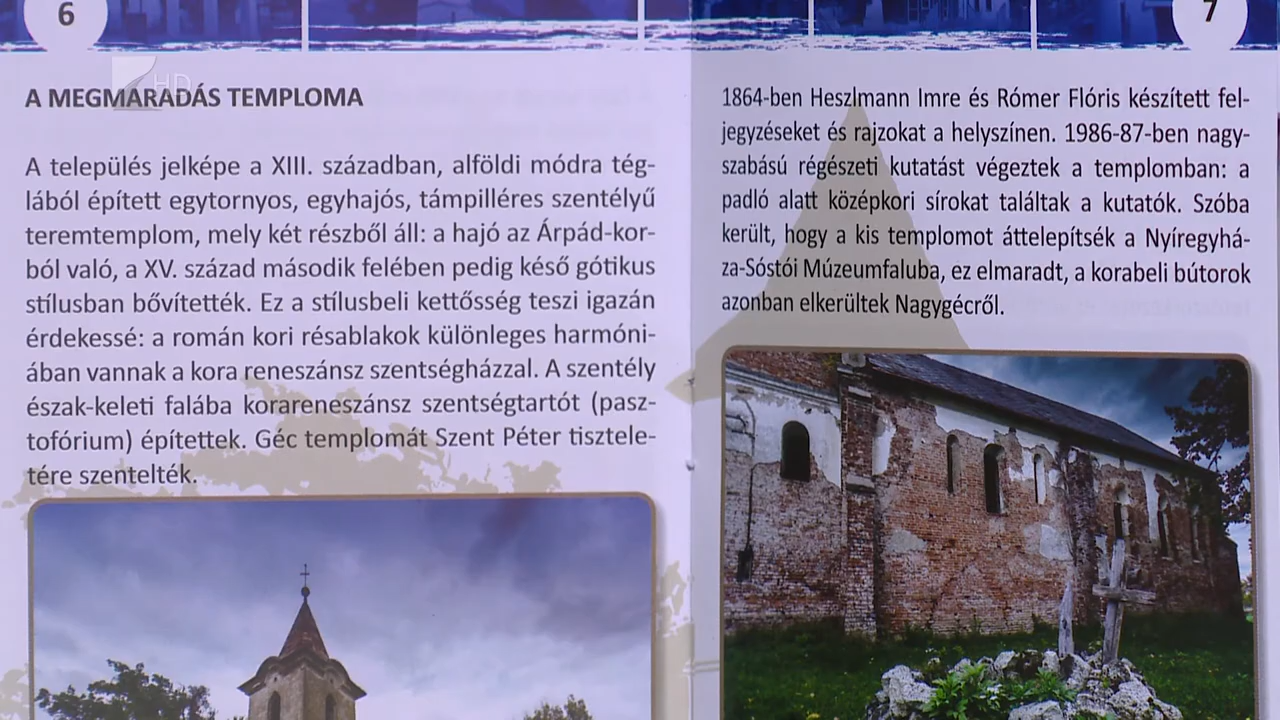 6
7
HD
A MEGMARADÁS TEMPLOMA
A település jelképe a XIII. században, alföldi módra tég-
lából épített egytornyos, egyhajós, támpilléres szentélyű
teremtemplom, mely két részből áll: a hajó az Árpád-kor-
ból való, a XV. század második felében pedig késő gótikus
stílusban bővítették. Ez a stílusbeli kettősség teszi igazán
érdekessé: a román kori résablakok különleges harmóni-
ában vannak a kora reneszánsz szentségházzal. A szentély
észak-keleti falába korareneszánsz szentségtartót (pasz-
tofórium) építettek. Géc templomát Szent Péter tisztele-
tére szentelték.
1864-ben Heszlmann Imre és Rómer Flóris készített fel-
jegyzéseket és rajzokat a helyszínen. 1986-87-ben nagy-
szabású régészeti kutatást végeztek a templomban: a
padló alatt középkori sírokat találtak a kutatók. Szóba
került, hogy a kis templomot áttelepítsék a Nyíregyhá-
za-Sóstói Múzeumfaluba, ez elmaradt, a korabeli bútorok
azonban elkerültek Nagygécről.